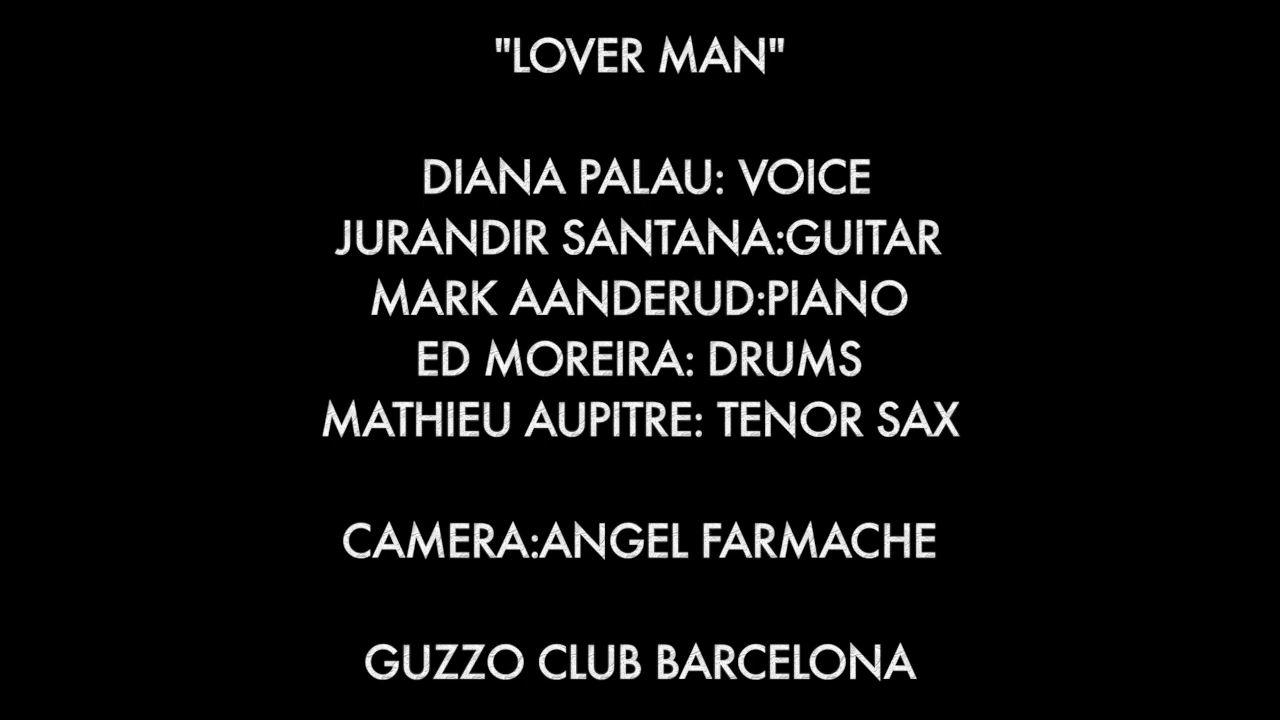 "LOVER MAN"
DIANA PALAU: VOICE
JURANDIR SANTANA:GUITAR
MARK AANDERUD:PIANO
ED MOREIRA: DRUMS
MATHIEU AUPITRE: TENOR SAX
CAMERA:ANGEL FARMACHE
GUZZO CLUB BARCELONA